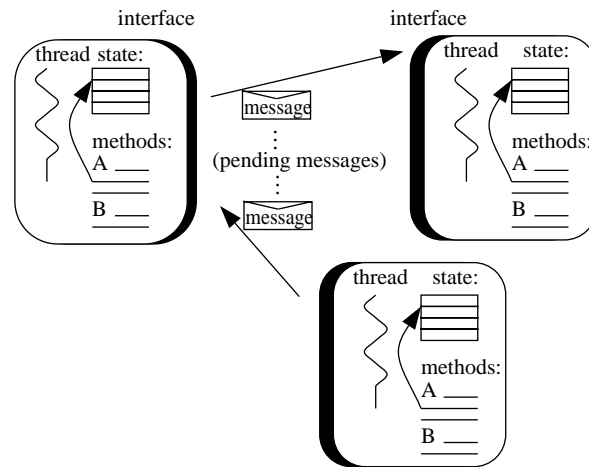 interface
interface
thread state:
methods:
A
B
message
(pending messages)
message
thread state:
methods:
A
B
thread state:
methods:
A
B